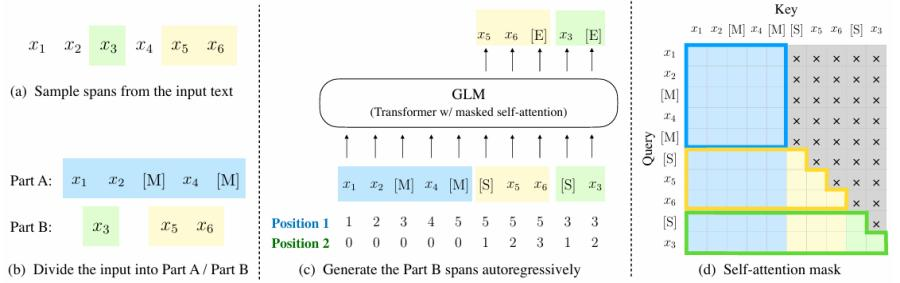 x1 x2 x3 x4 x5 x6
(a) Sample spans from the input text
Part A: x1 x2 [M] x4 [M]
Part B: x3 x5 x6
(b) Divide the input into Part A / Part B
x5 x6 [E] x3 [E]
GLM
(Transformer w/ masked self-attention)
x1 x2 [M] x4 [M] [S] x5 x6 [S] x3
Position 1 1 2 3 4 5 5 5 5 3 3
Position 2 0 0 0 0 0 1 2 3 1 2
(c) Generate the Part B spans autoregressively
Key
x1 x2 [M] x4 [M] [S] x5 x6 [S] x3
Query
x1 × × × × ×
x2 × × × × ×
[M] × × × × ×
x4 × × × × ×
[M] × × × × ×
[S] × × × ×
x5 × × ×
x6 × ×
[S] ×
x3
(d) Self-attention mask